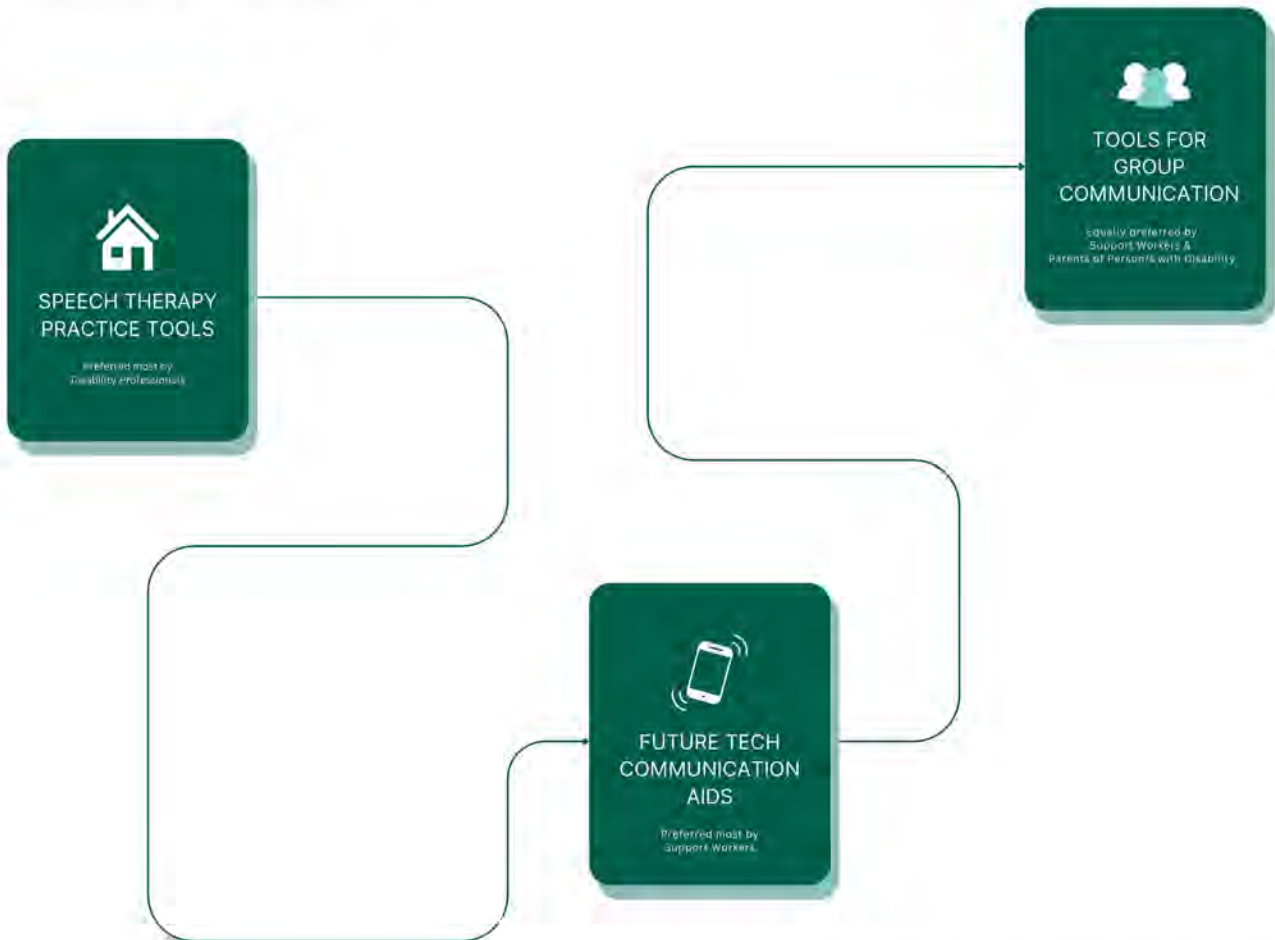 SPEECH THERAPY
PRACTICE TOOLS
Preferred most by
Disability Professionals
FUTURE TECH
COMMUNICATION
AIDS
Preferred most by
Support Workers
TOOLS FOR
GROUP
COMMUNICATION
Equally preferred by
Support Workers &
Parents of Person/s with Disability